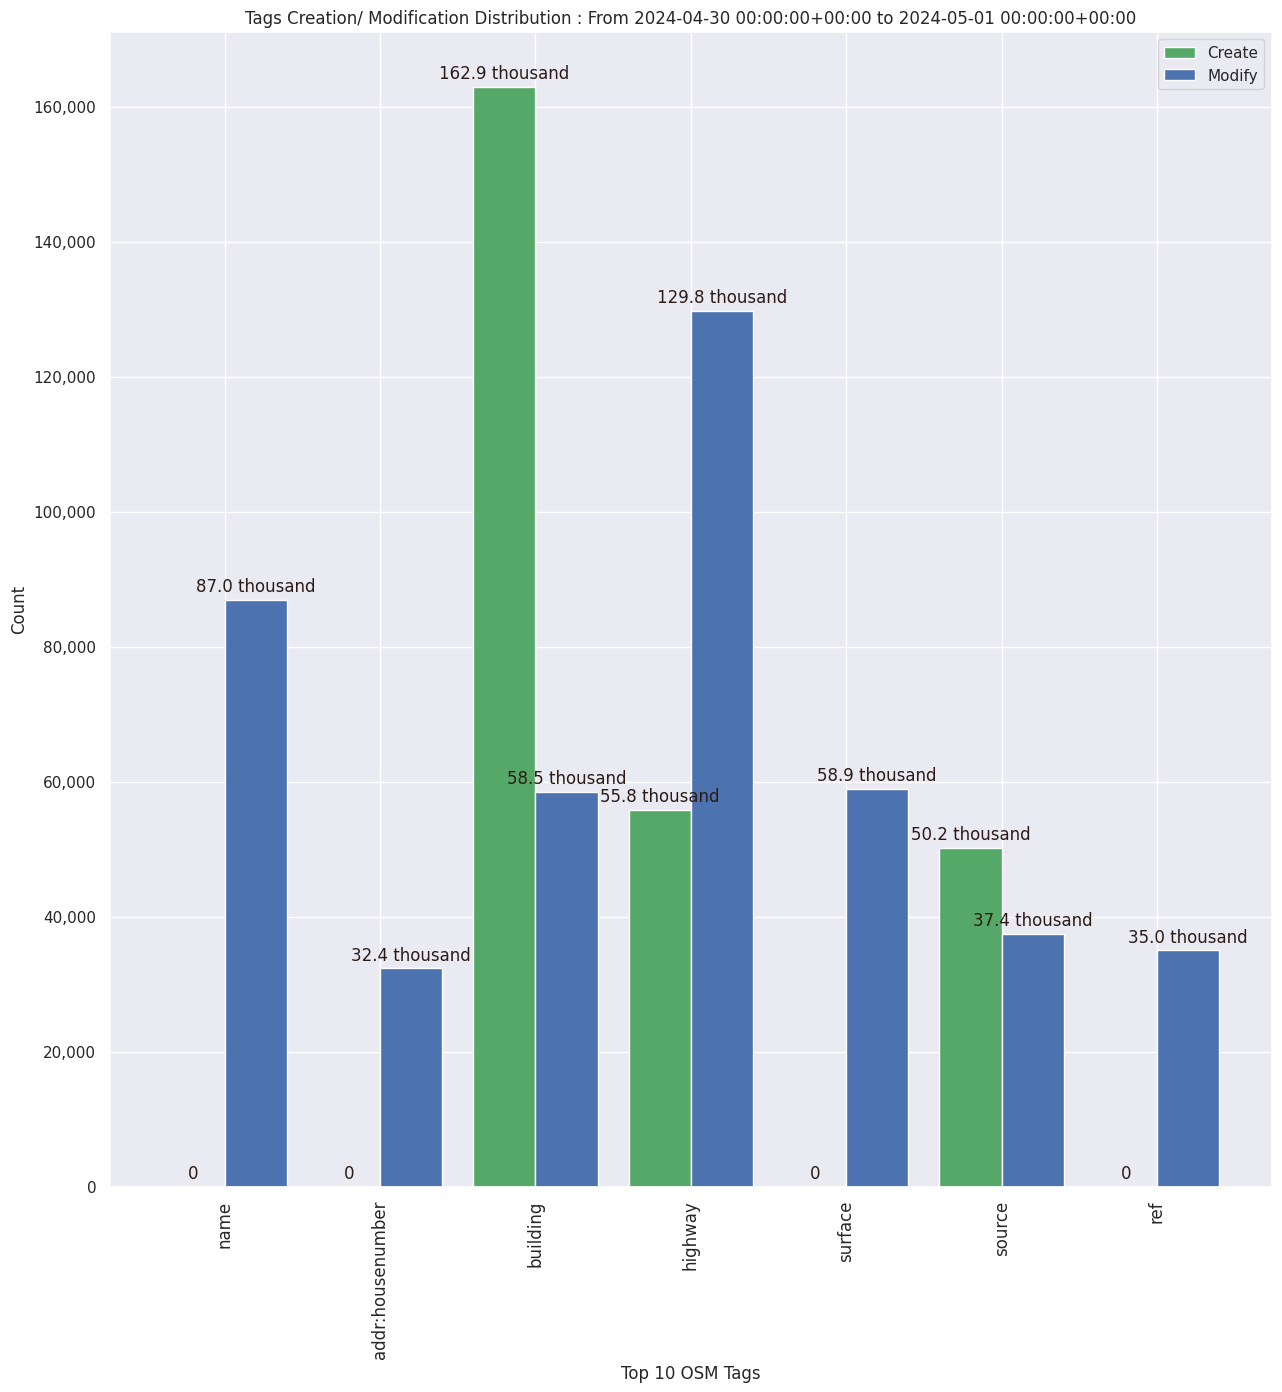 Tags Creation/ Modification Distribution : From 2024-04-30 00:00:00+00:00 to 2024-05-01 00:00:00+00:00
Create
Modify
162.9 thousand
160,000
140,000
129.8 thousand
120,000
100,000
87.0 thousand
80,000
Count
60,000
58.5 thousand
58.9 thousand
55.8 thousand
50.2 thousand
40,000
37.4 thousand
35.0 thousand
32.4 thousand
20,000
0
0
0
0
0
name
addr:housenumber
building
highway
surface
source
ref
Top 10 OSM Tags